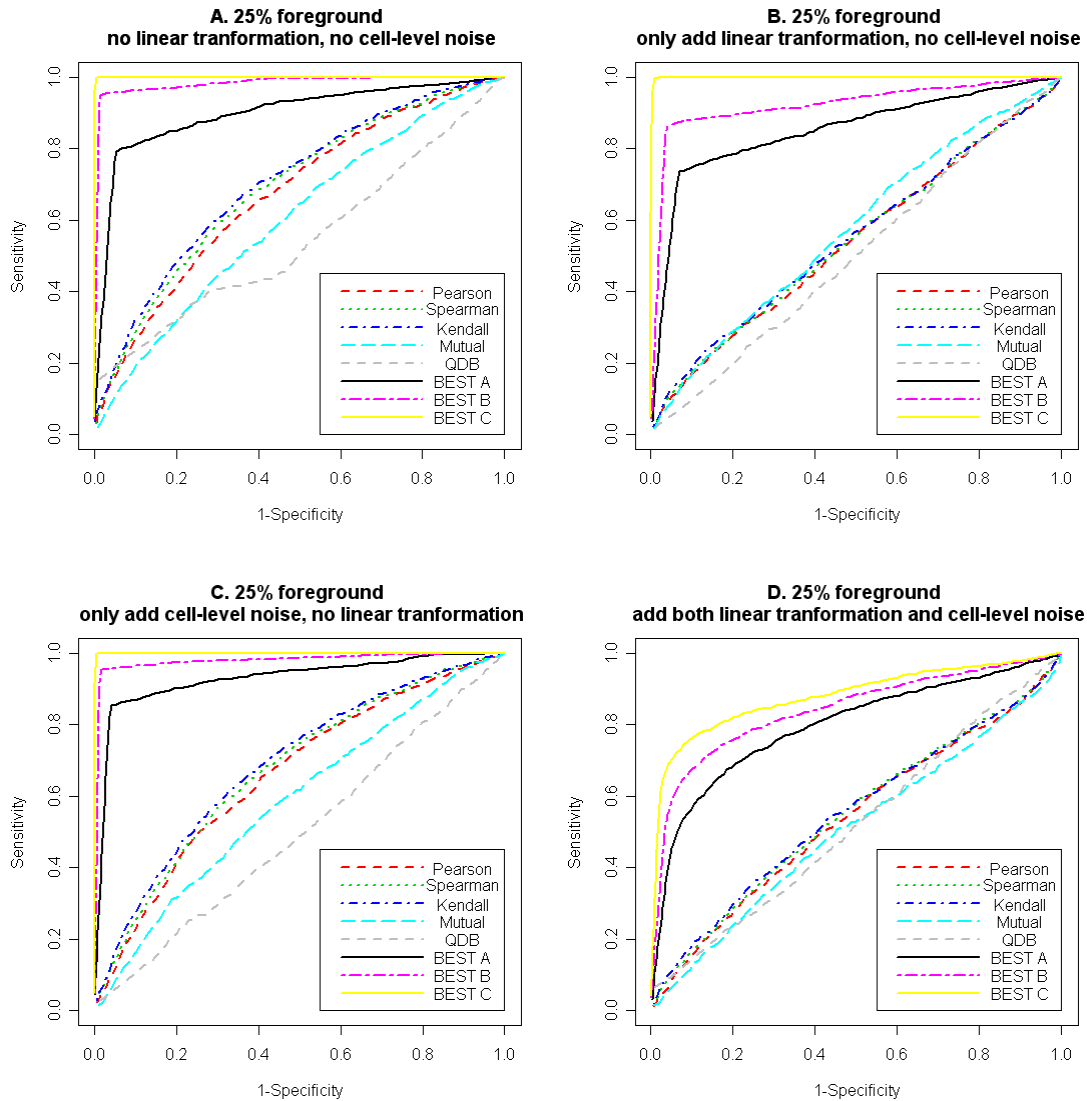 A. 25% foreground
no linear tranformation, no cell-level noise
Sensitivity
0.0 0.2 0.4 0.6 0.8 1.0
Pearson
Spearman
Kendall
Mutual
QDB
BEST A
BEST B
BEST C
0.0 0.2 0.4 0.6 0.8 1.0
1-Specificity
B. 25% foreground
only add linear tranformation, no cell-level noise
Sensitivity
0.0 0.2 0.4 0.6 0.8 1.0
Pearson
Spearman
Kendall
Mutual
QDB
BEST A
BEST B
BEST C
0.0 0.2 0.4 0.6 0.8 1.0
1-Specificity
C. 25% foreground
only add cell-level noise, no linear tranformation
Sensitivity
0.0 0.2 0.4 0.6 0.8 1.0
Pearson
Spearman
Kendall
Mutual
QDB
BEST A
BEST B
BEST C
0.0 0.2 0.4 0.6 0.8 1.0
1-Specificity
D. 25% foreground
add both linear tranformation and cell-level noise
Sensitivity
0.0 0.2 0.4 0.6 0.8 1.0
Pearson
Spearman
Kendall
Mutual
QDB
BEST A
BEST B
BEST C
0.0 0.2 0.4 0.6 0.8 1.0
1-Specificity